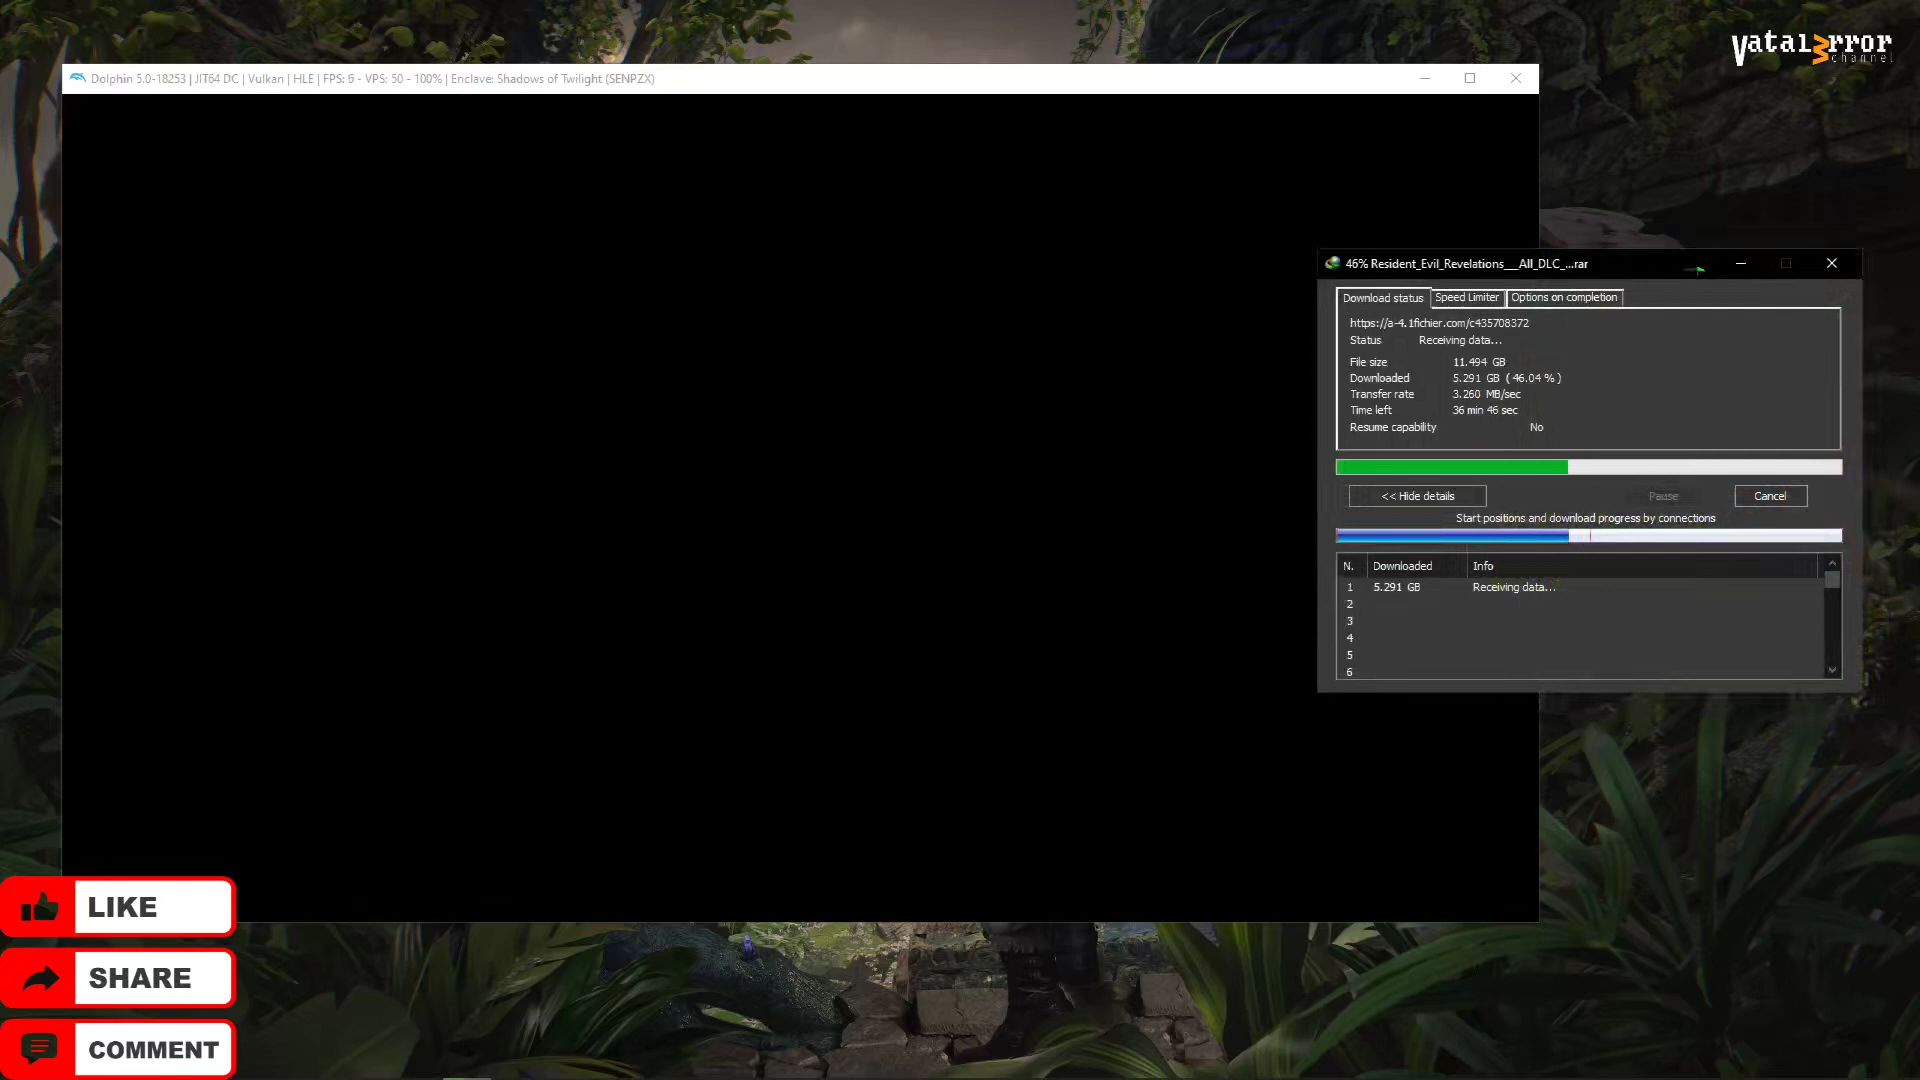 Vatal3rror
channel
Dolphin 5.0-18253 | JIT64 DC | Vulkan | HLE | FPS: 6 - VPS: 50 - 100% | Enclave: Shadows of Twilight (SENPZX)
46% Resident_Evil_Revelations___All_DLC_...rar
Download status Speed Limiter Options on completion
https://a-4.1fichier.com/c435708372
Status Receiving data...
File size 11.494 GB
Downloaded 5.291 GB ( 46.04 % )
Transfer rate 3.260 MB/sec
Time left 36 min 46 sec
Resume capability No
<< Hide details Pause Cancel
Start positions and download progress by connections
N. Downloaded Info
1 5.291 GB Receiving data...
2
3
4
5
6
LIKE
SHARE
COMMENT